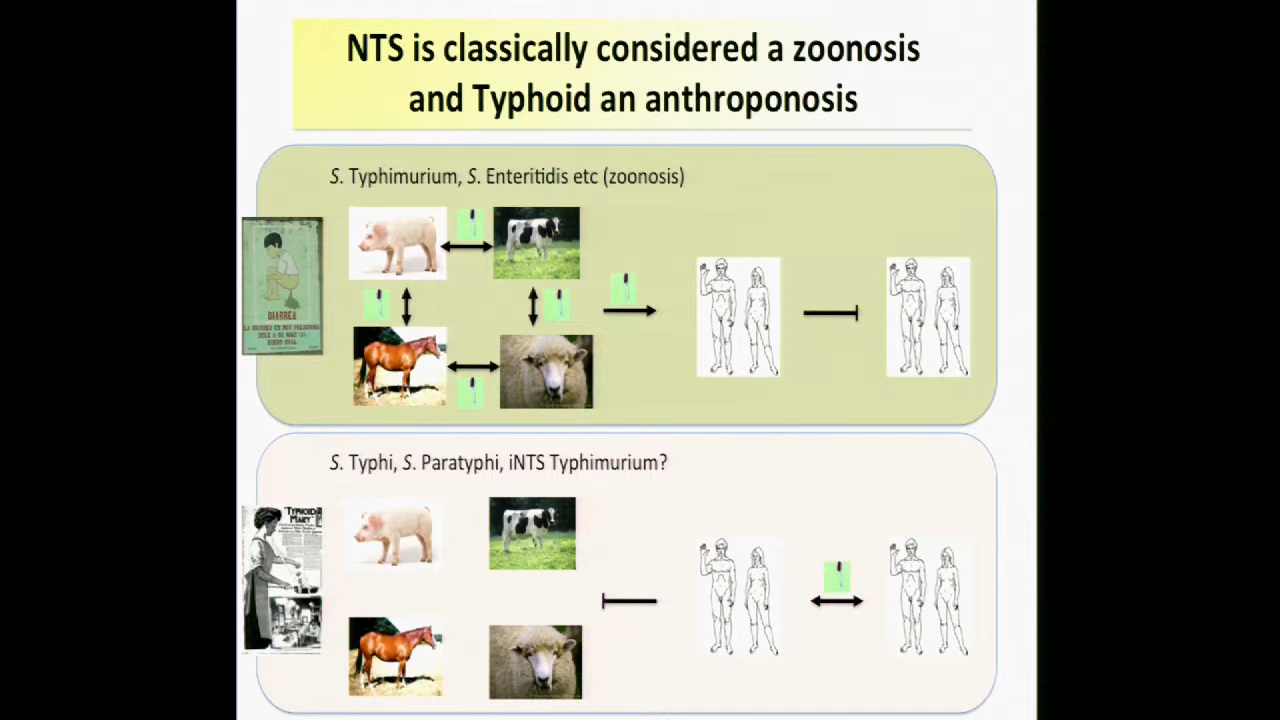 NTS is classically considered a zoonosis
and Typhoid an anthroponosis
S. Typhimurium, S. Enteritidis etc (zoonosis)
DIARREA
S. Typhi, S. Paratyphi, iNTS Typhimurium?
"TYPHOID
MARY"